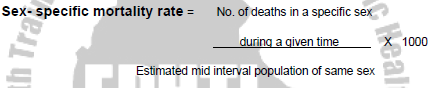 Sex- specific mortality rate = No. of deaths in a specific sex
during a given time X 1000
Estimated mid interval population of same sex